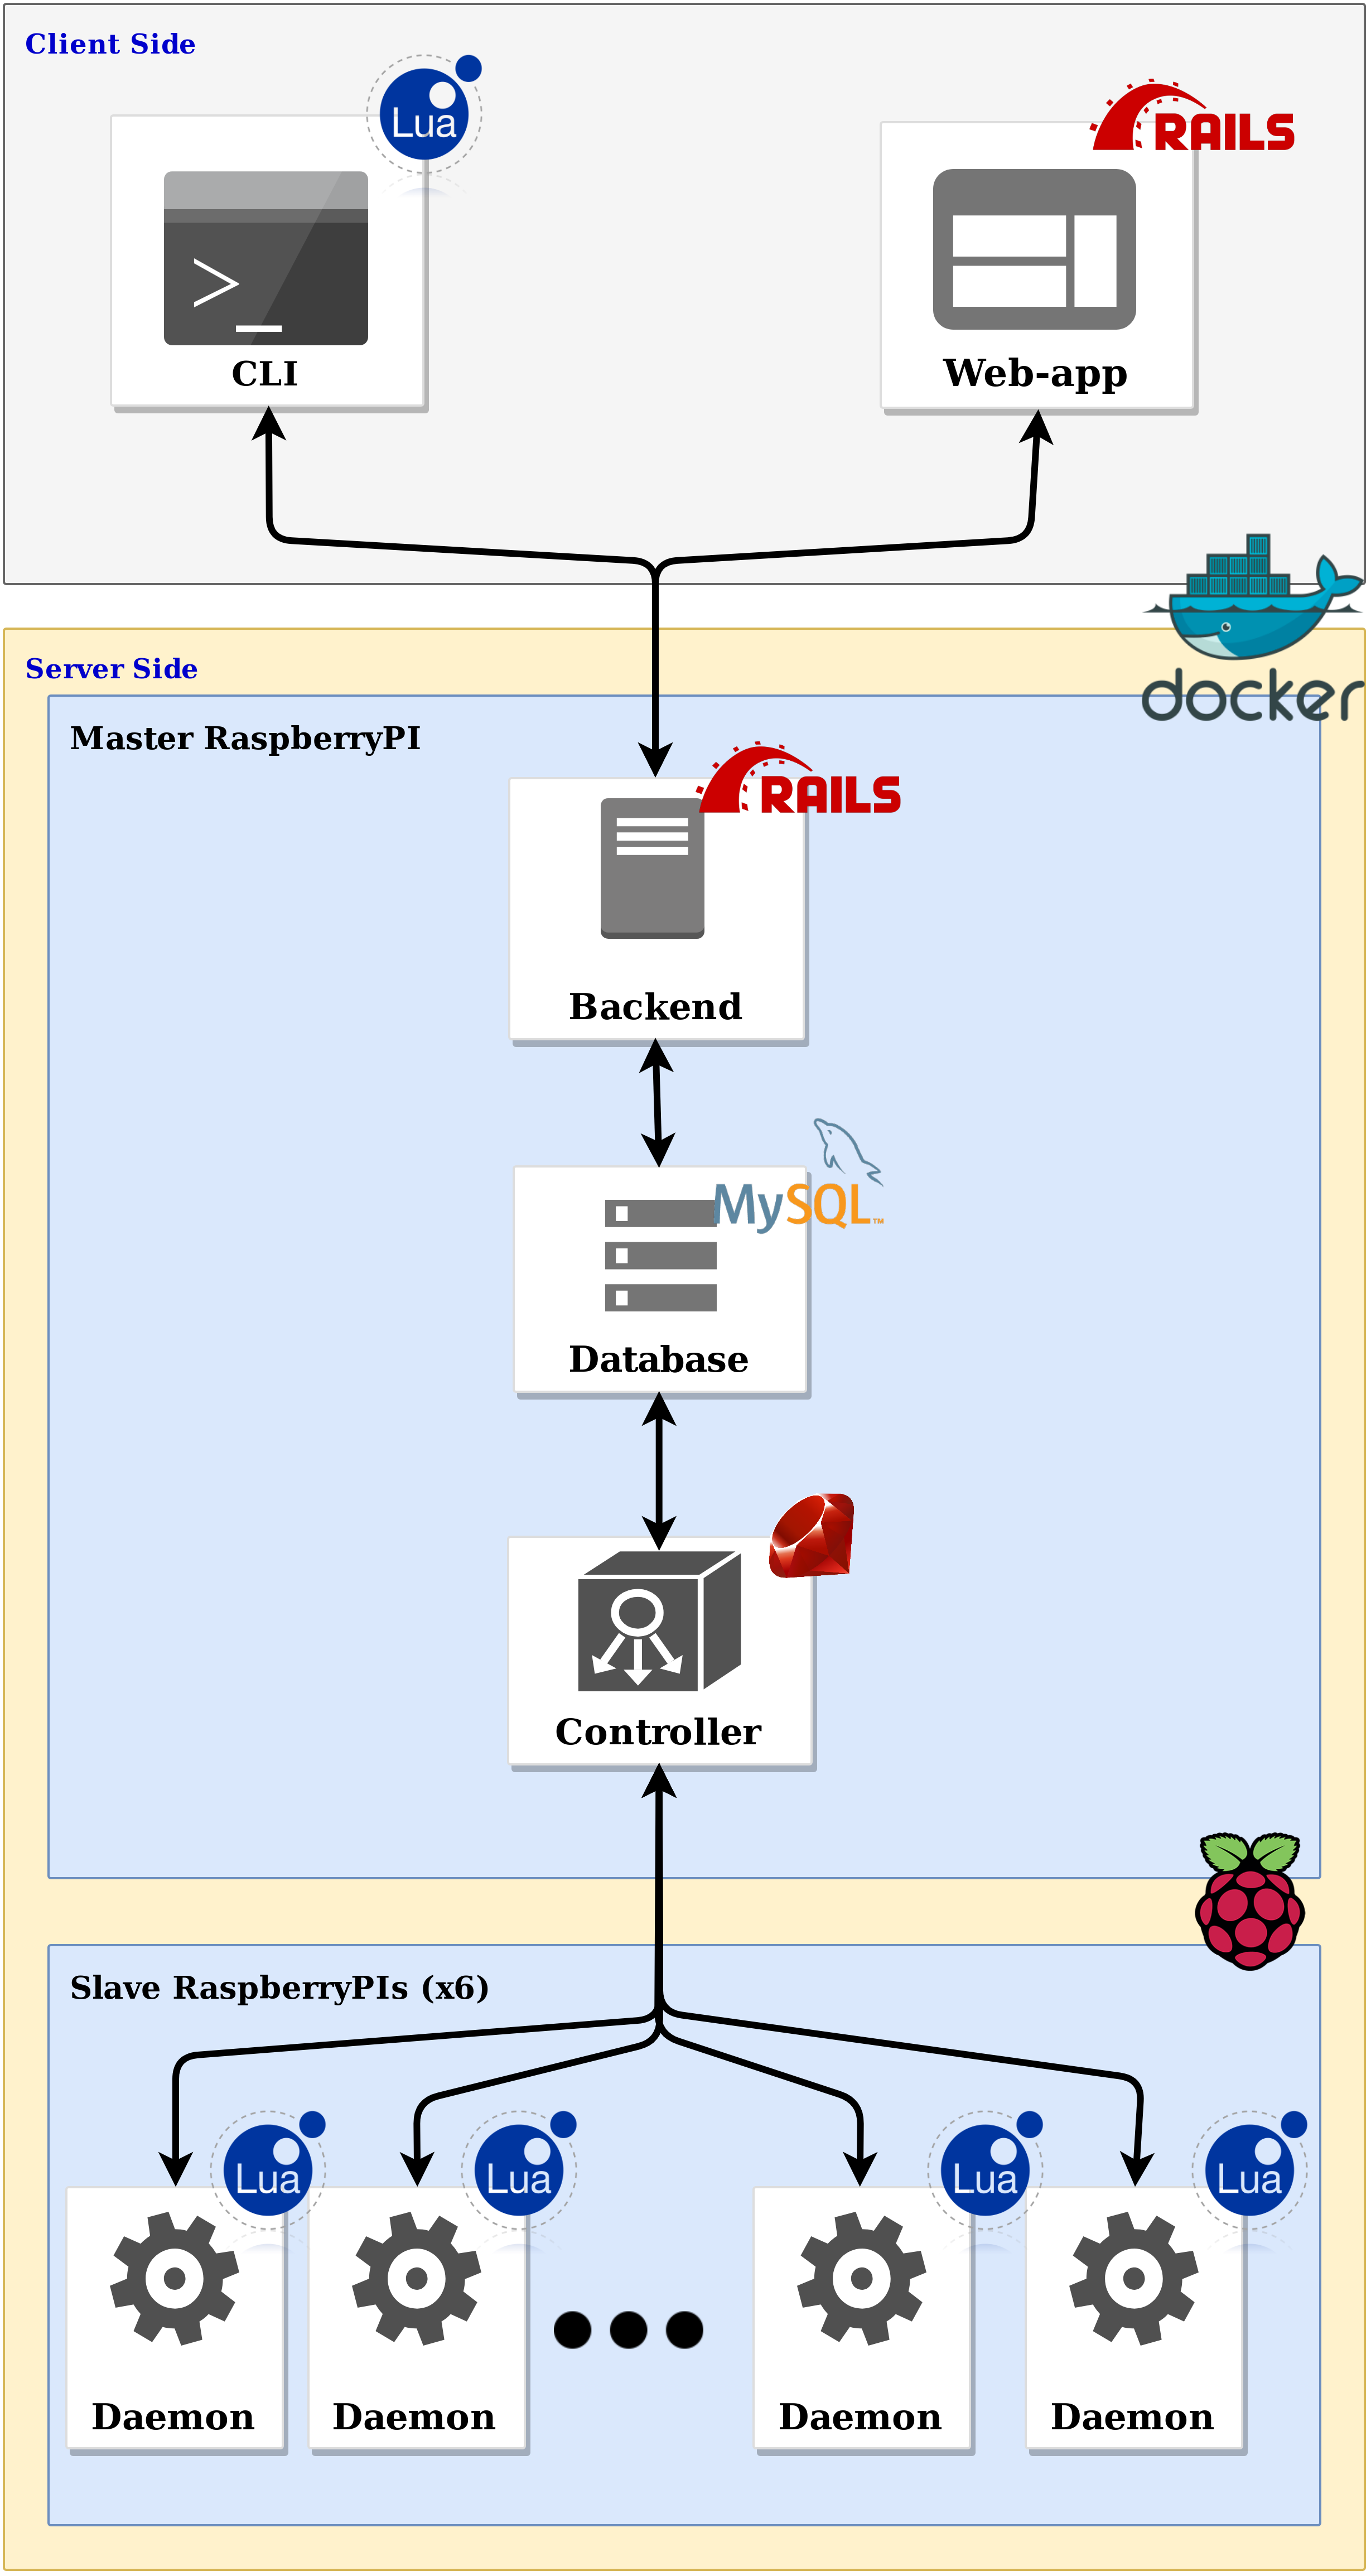 Client Side
Lua
RAILS
CLI
Web-app
docker
Server Side
Master RaspberryPI
RAILS
Backend
MySQL™
Database
Controller
Slave RaspberryPIs (x6)
Lua
Lua
Lua
Lua
Daemon
Daemon
Daemon
Daemon